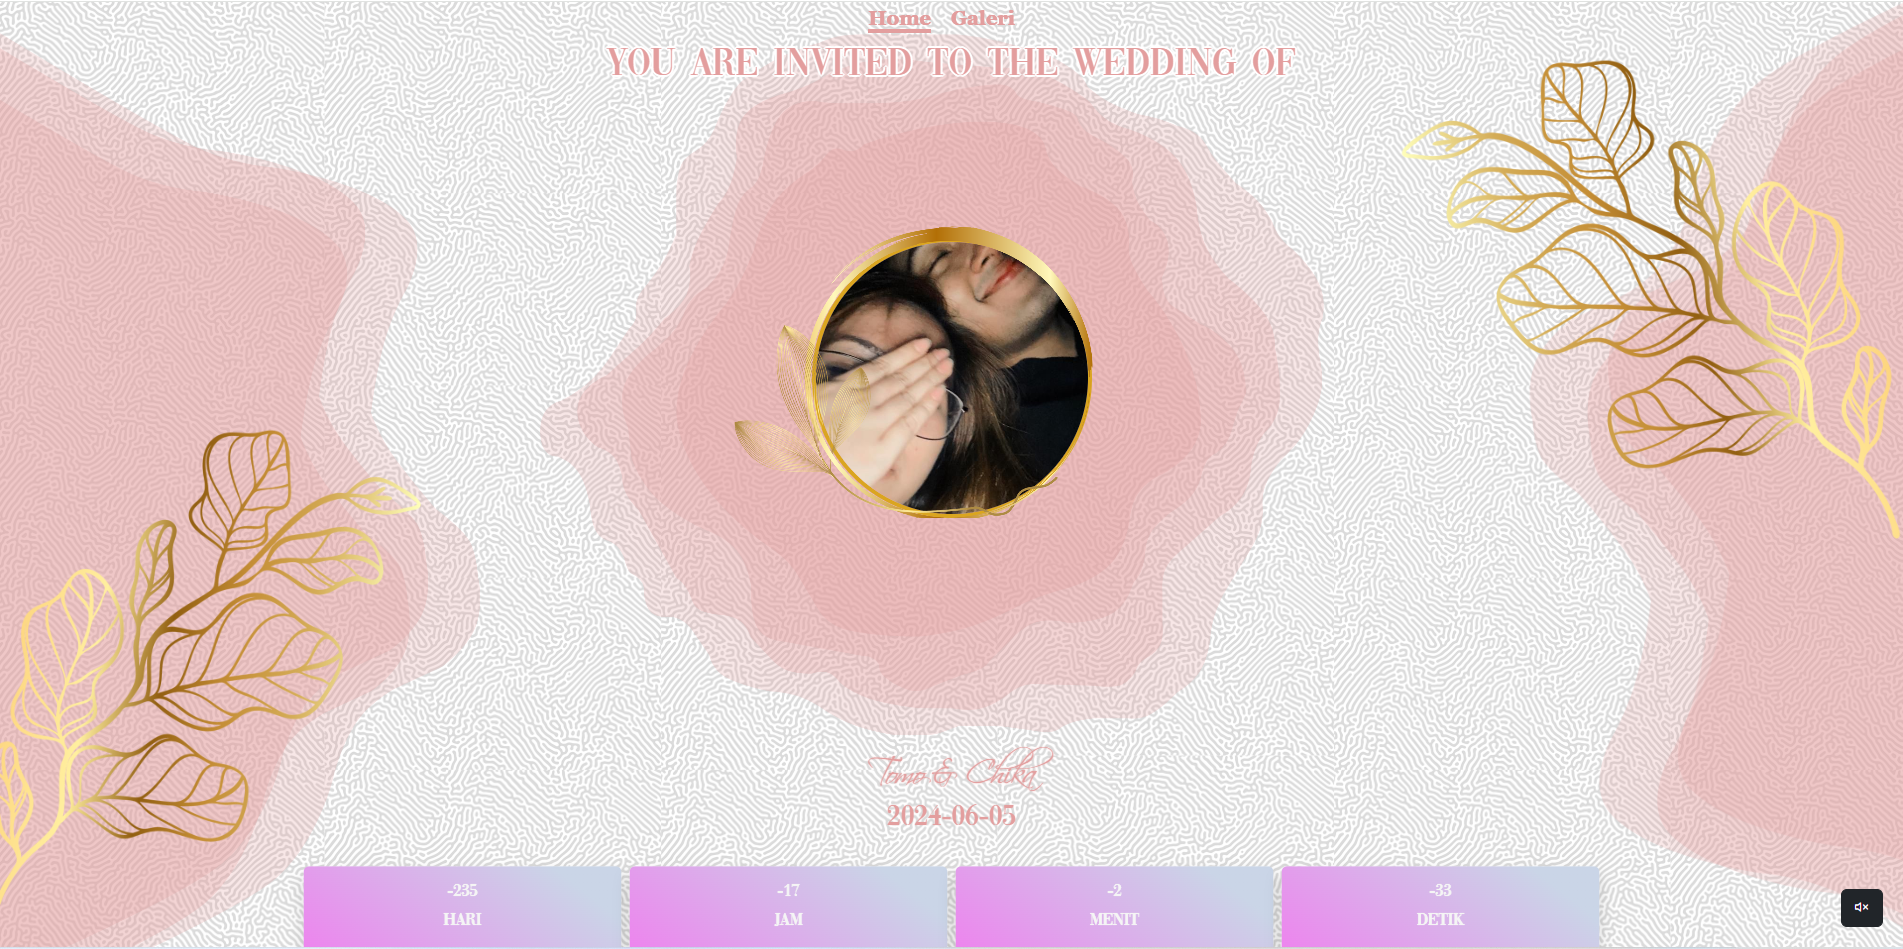 Home Galeri
YOU ARE INVITED TO THE WEDDING OF
Tomo & Chika
2024-06-05
-235 -17 -2 -33
HARI JAM MENIT DETIK